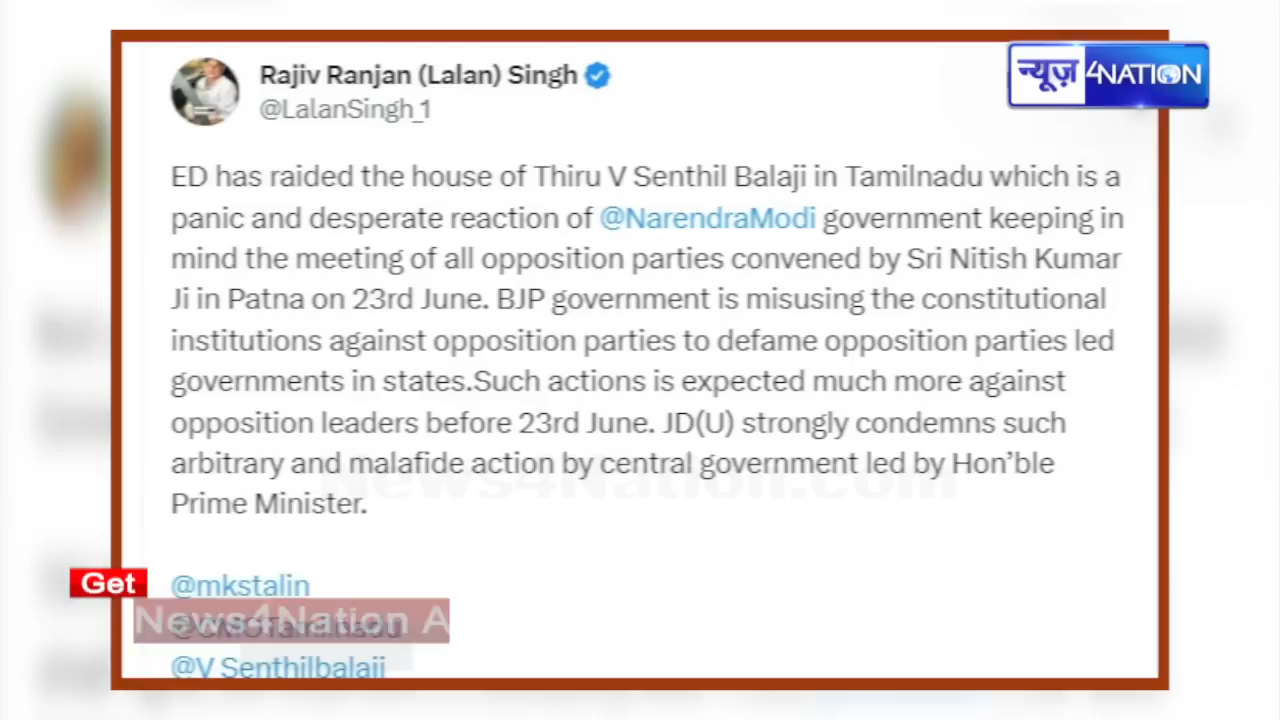 Rajiv Ranjan (Lalan) Singh
@LalanSingh_1
न्यूज़ 4NATION
ED has raided the house of Thiru V Senthil Balaji in Tamilnadu which is a
panic and desperate reaction of @NarendraModi government keeping in
mind the meeting of all opposition parties convened by Sri Nitish Kumar
Ji in Patna on 23rd June. BJP government is misusing the constitutional
institutions against opposition parties to defame opposition parties led
governments in states.Such actions is expected much more against
opposition leaders before 23rd June. JD(U) strongly condemns such
arbitrary and malafide action by central government led by Hon’ble
Prime Minister.
News4Nation.com
Get
@mkstalin
News4Nation A
@CMOTamilnadu
@V Senthilbalaji